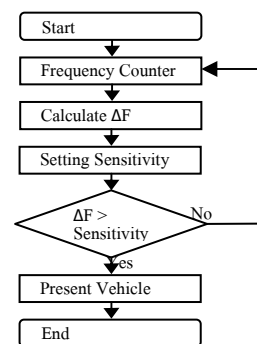 Start
Frequency Counter
Calculate ΔF
Setting Sensitivity
ΔF >
Sensitivity
No
Yes
Present Vehicle
End